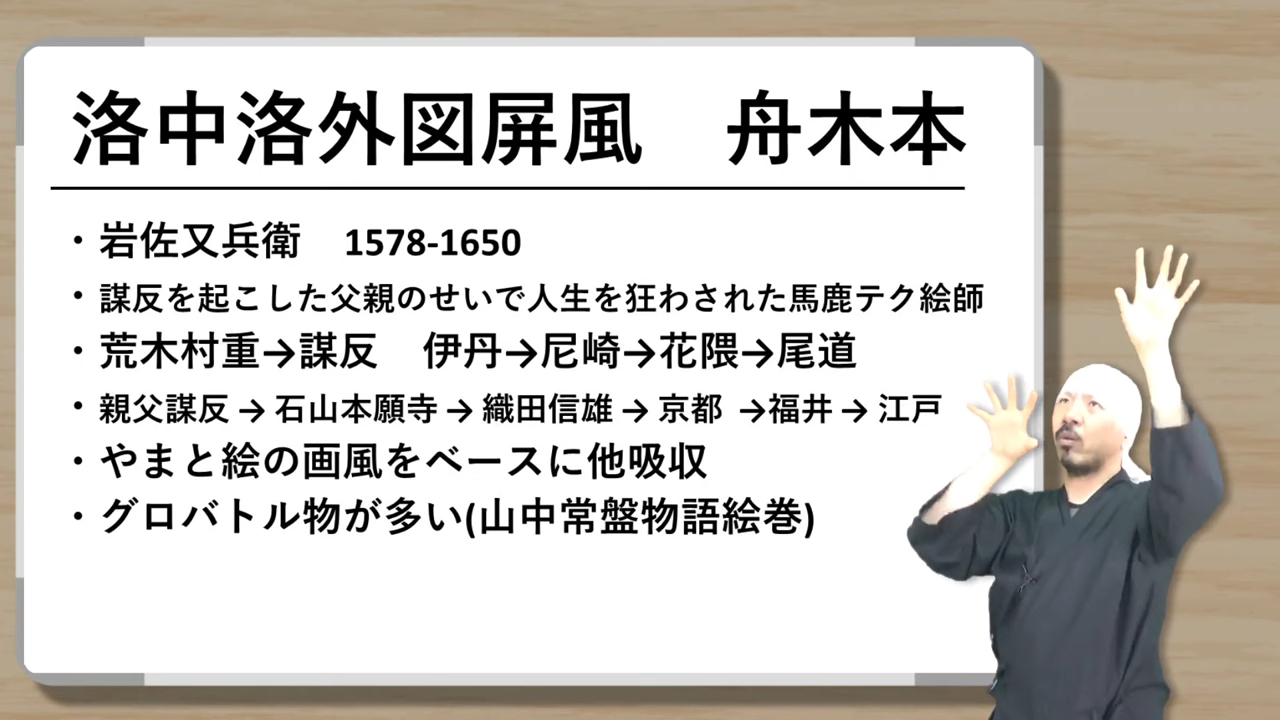 洛中洛外図屏風　舟木本
・岩佐又兵衛　1578-1650
・謀反を起こした父親のせいで人生を狂わされた馬鹿テク絵師
・荒木村重→謀反　伊丹→尼崎→花隈→尾道
・親父謀反 → 石山本願寺 → 織田信雄 → 京都 →福井 → 江戸
・やまと絵の画風をベースに他吸収
・グロバトル物が多い(山中常盤物語絵巻)